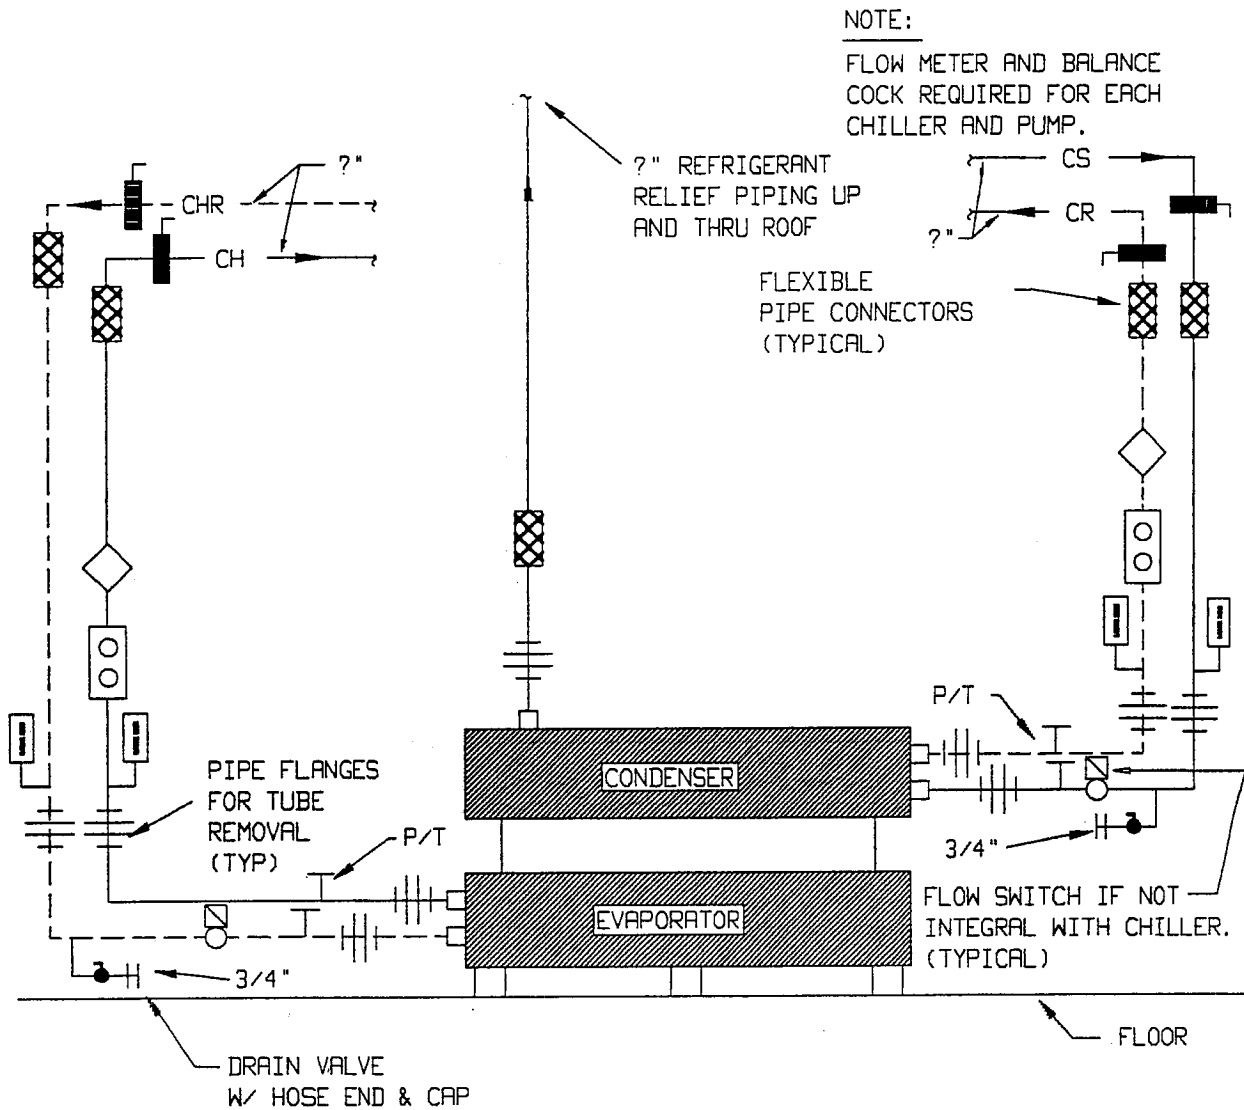 NOTE:
FLOW METER AND BALANCE
COCK REQUIRED FOR EACH
CHILLER AND PUMP.
?"
CHR
CH
?" REFRIGERANT
RELIEF PIPING UP
AND THRU ROOF
CS
CR
?"
FLEXIBLE
PIPE CONNECTORS
(TYPICAL)
P/T
PIPE FLANGES
FOR TUBE
REMOVAL
(TYP)
CONDENSER
P/T
3/4"
EVAPORATOR
FLOW SWITCH IF NOT
INTEGRAL WITH CHILLER.
(TYPICAL)
3/4"
FLOOR
DRAIN VALVE
W/ HOSE END & CAP